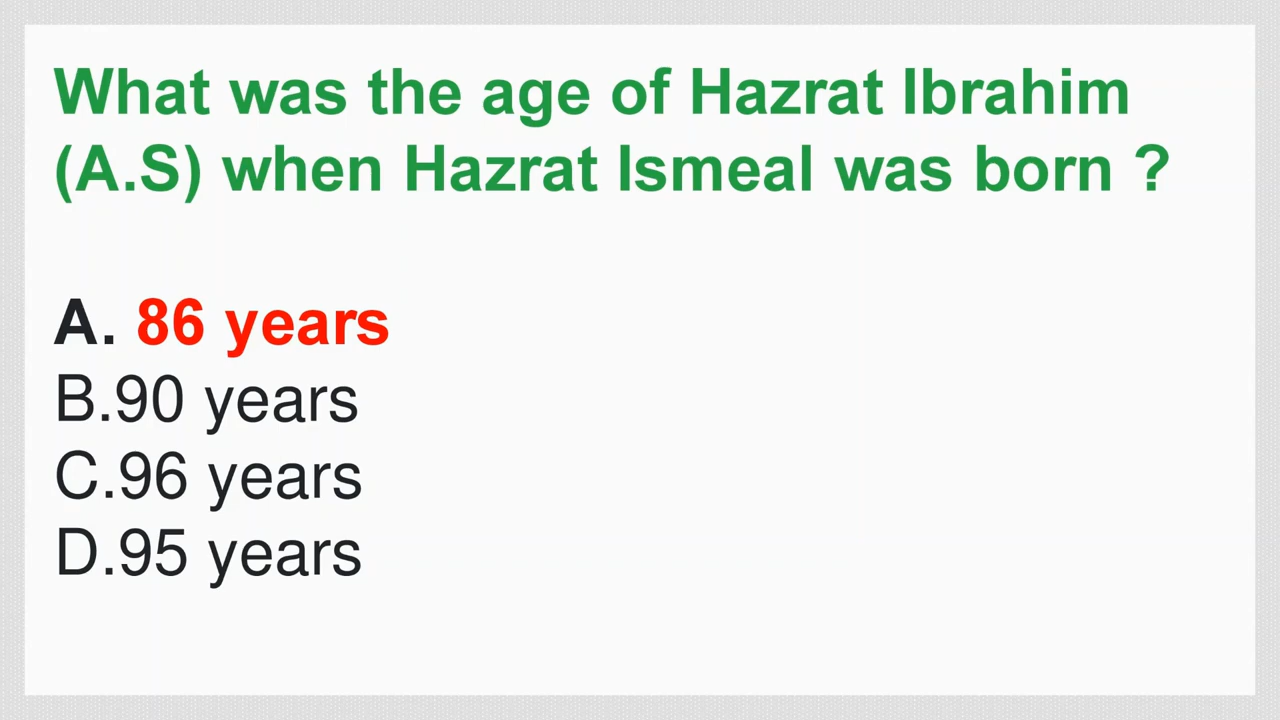 What was the age of Hazrat Ibrahim
(A.S) when Hazrat Ismeal was born ?
A. 86 years
B.90 years
C.96 years
D.95 years